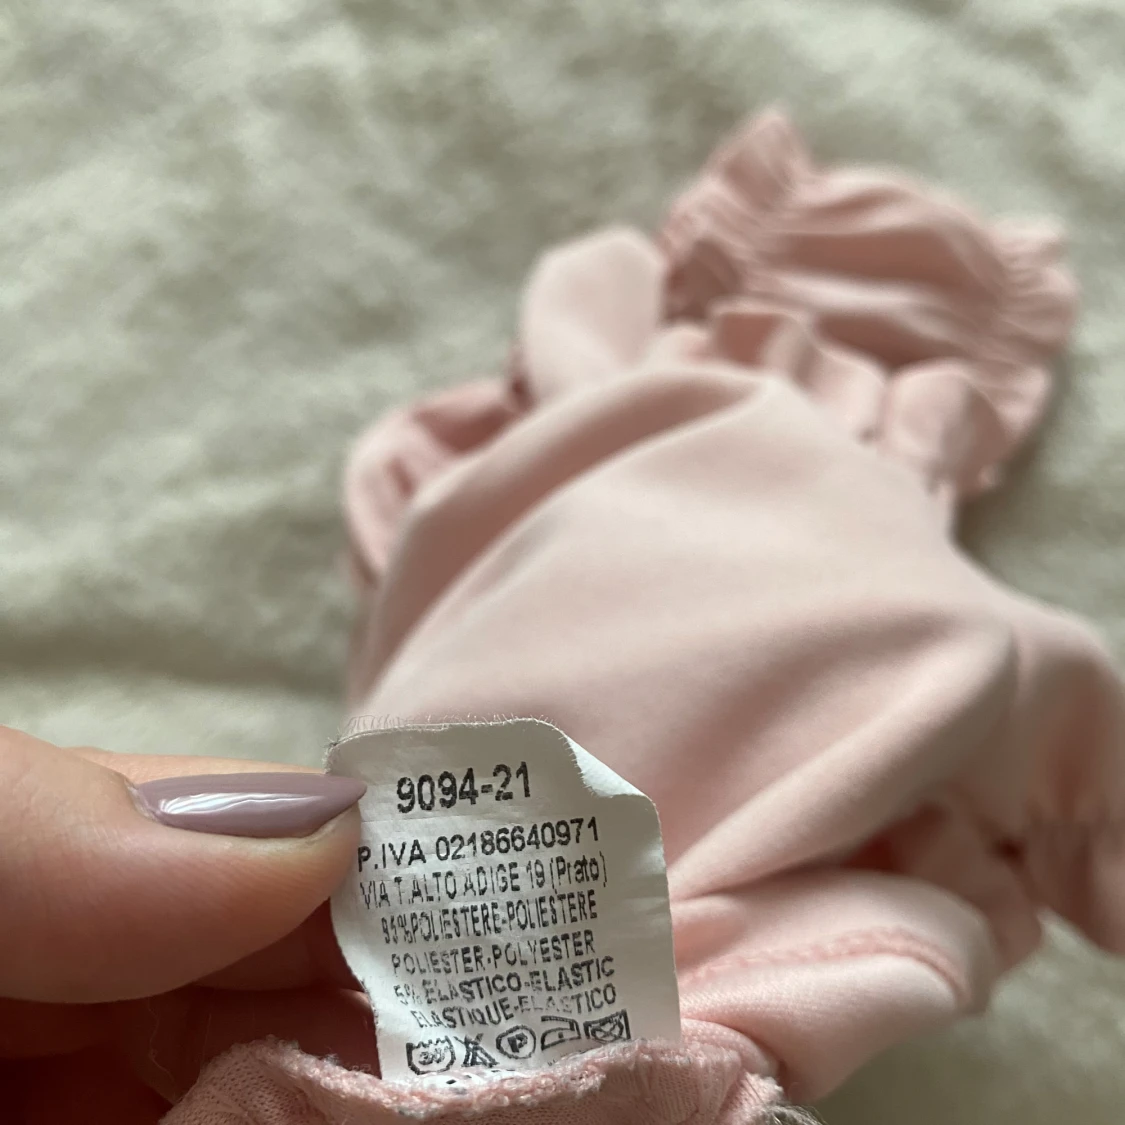 9094-21
P.IVA 02186640971
VIA T.ALTO ADIGE 19 (Prato)
95%POLIESTERE-POLIESTERE
POLIESTER-POLYESTER
5% ELASTICO-ELASTIC
ELASTIQUE-ELASTICO
30 P